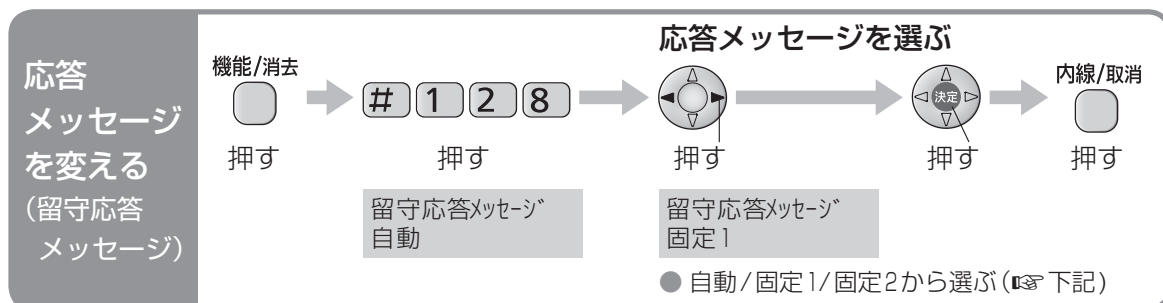 応答
メッセージ
を変える
（留守応答
メッセージ）
機能/消去
押す
# 1 2 8
押す
留守応答ﾒｯｾｰｼﾞ
自動
応答メッセージを選ぶ
押す
留守応答ﾒｯｾｰｼﾞ
固定1
● 自動/固定1/固定2から選ぶ（☞下記）
決定
押す
内線/取消
押す